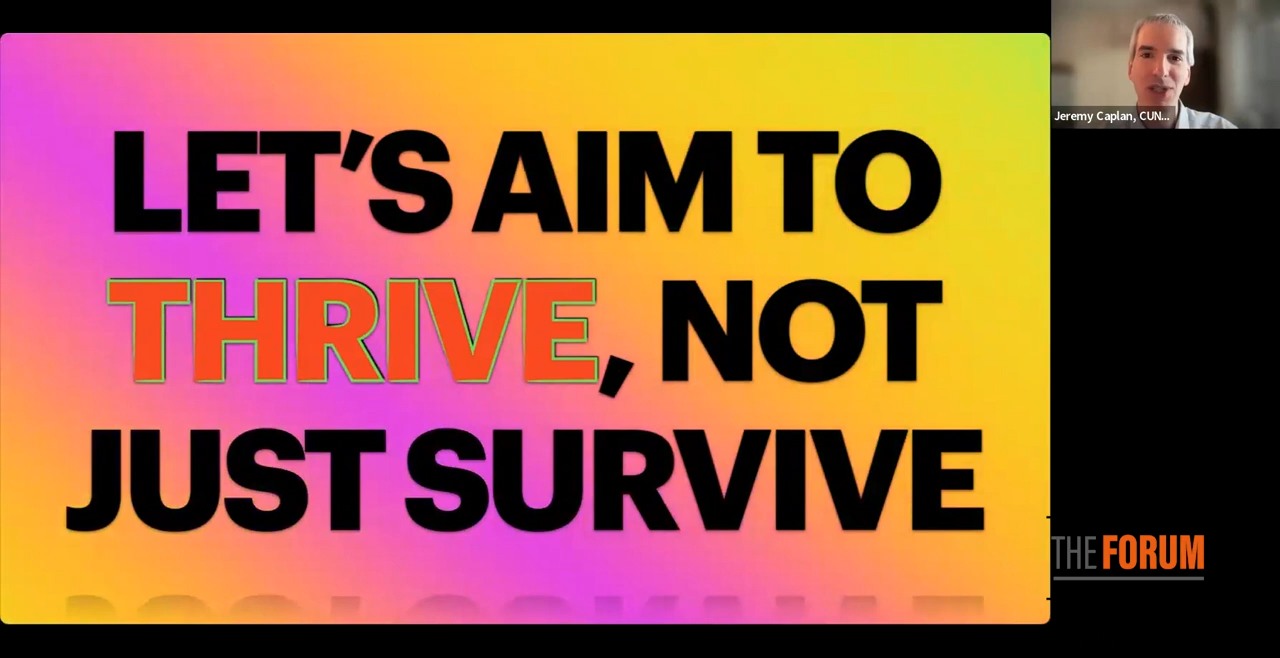 LET’S AIM TO
THRIVE, NOT
JUST SURVIVE
Jeremy Caplan, CUN...
THE FORUM